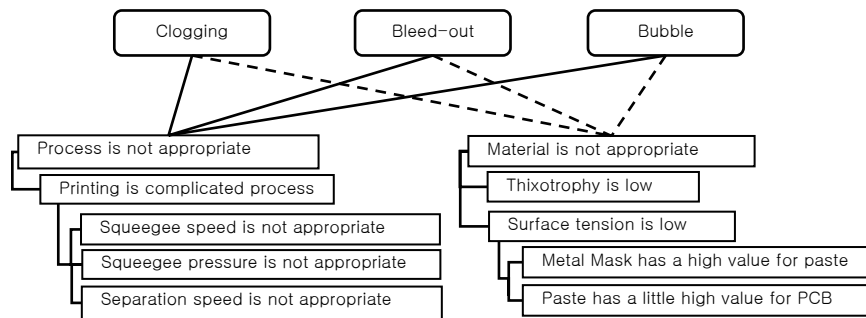 Clogging
Bleed-out
Bubble
Process is not appropriate
Printing is complicated process
Squeegee speed is not appropriate
Squeegee pressure is not appropriate
Separation speed is not appropriate
Material is not appropriate
Thixotrophy is low
Surface tension is low
Metal Mask has a high value for paste
Paste has a little high value for PCB